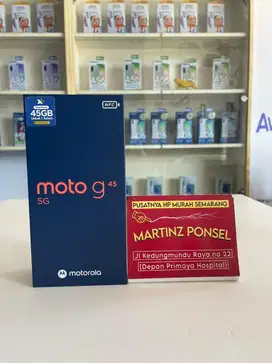 45GB
NFC
moto g 45
5G
motorola
PUSATNYA HP MURAH SEMARANG
MARTINZ PONSEL
Jl Kedungmundu Raya no 22
(Depan Primaya Hospital)